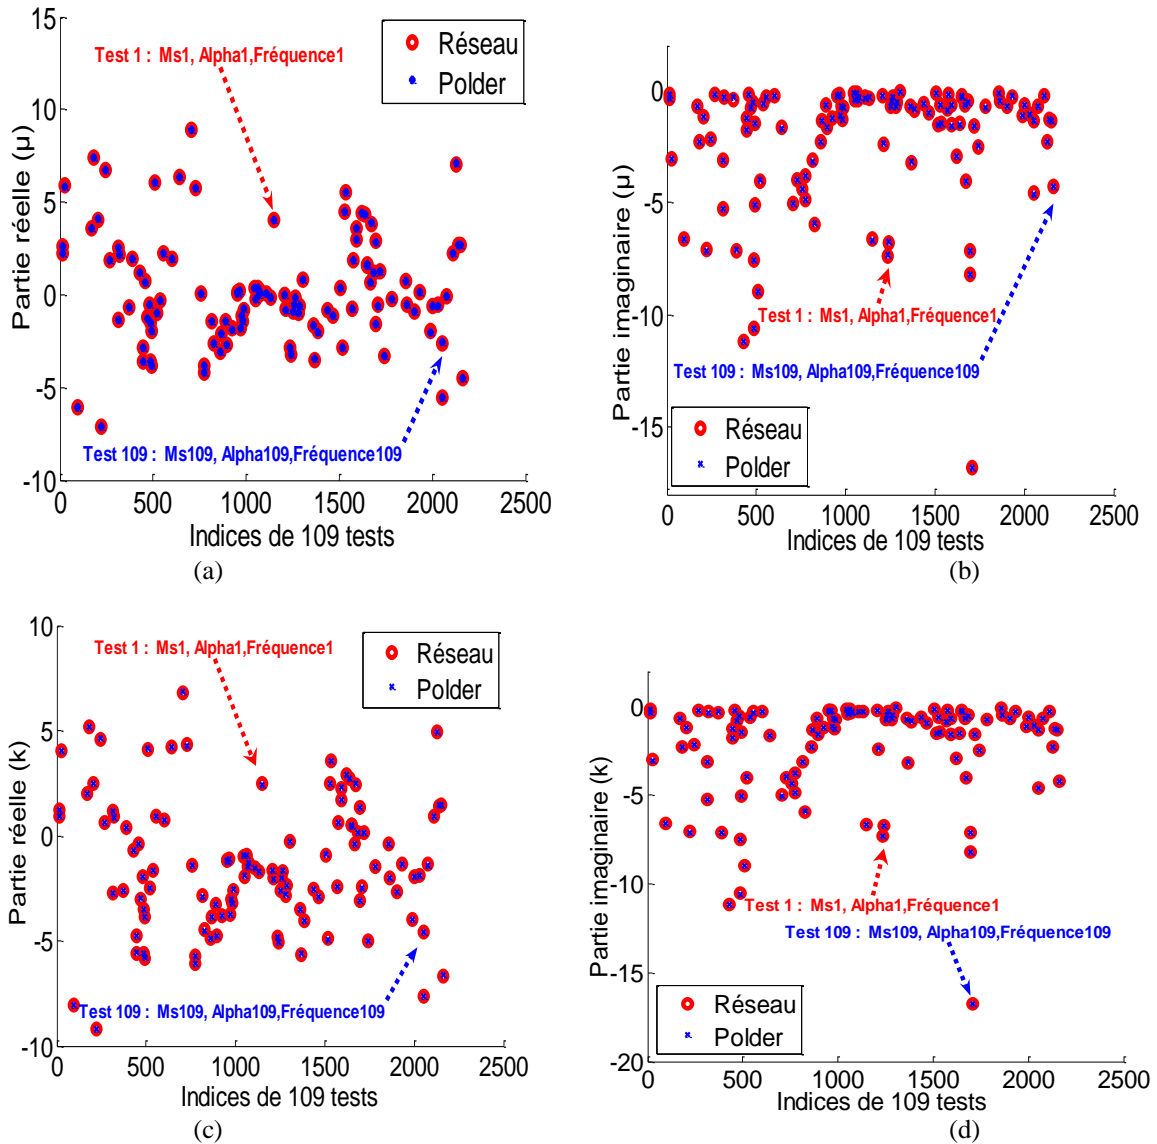 15
10
5
0
-5
-10
Partie réelle (µ)
Test 1 : Ms1, Alpha1,Fréquence1
Réseau
Polder
Test 109 : Ms109, Alpha109,Fréquence109
0 500 1000 1500 2000 2500
Indices de 109 tests
(a)
0
-5
-10
-15
Partie imaginaire (µ)
Test 1 : Ms1, Alpha1,Fréquence1
Test 109 : Ms109, Alpha109,Fréquence109
Réseau
Polder
0 500 1000 1500 2000 2500
Indices de 109 tests
(b)
10
5
0
-5
-10
Partie réelle (k)
Test 1 : Ms1, Alpha1,Fréquence1
Réseau
Polder
Test 109 : Ms109, Alpha109,Fréquence109
0 500 1000 1500 2000 2500
Indices de 109 tests
(c)
0
-5
-10
-15
-20
Partie imaginaire (k)
Test 1 : Ms1, Alpha1,Fréquence1
Test 109 : Ms109, Alpha109,Fréquence109
Réseau
Polder
0 500 1000 1500 2000 2500
Indices de 109 tests
(d)